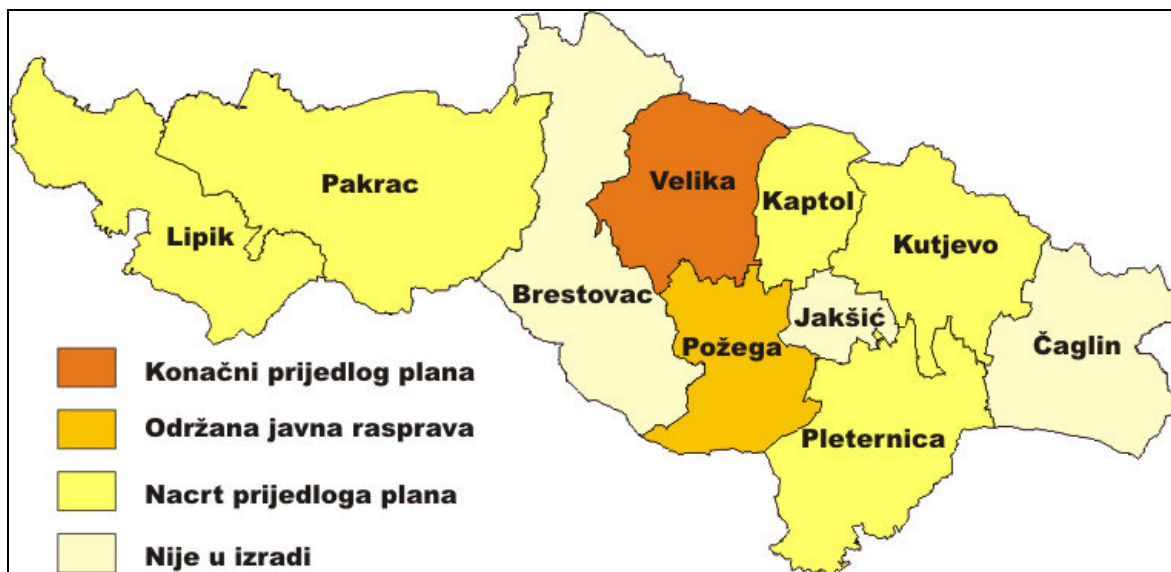 Pakrac
Lipik
Brestovac
Velika
Kaptol
Kutjevo
Požega
Jakšić
Čaglin
Pleternica
Konačni prijedlog plana
Održana javna rasprava
Nacrt prijedloga plana
Nije u izradi